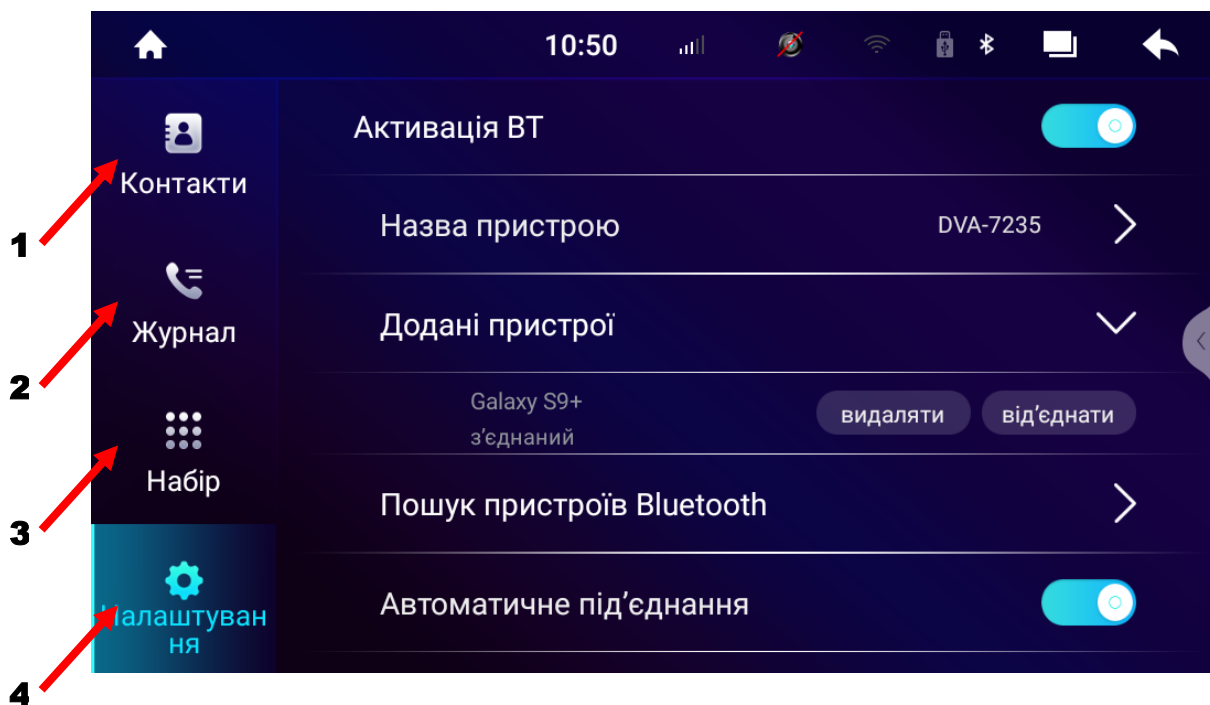 10:50
Активація BT
1
Контакти
Назва пристрою DVA-7235
2
Журнал
Додані пристрої
Galaxy S9+
з’єднаний
видаляти від’єднати
3
Набір
Пошук пристроїв Bluetooth
4
Налаштуван
ня
Автоматичне під’єднання